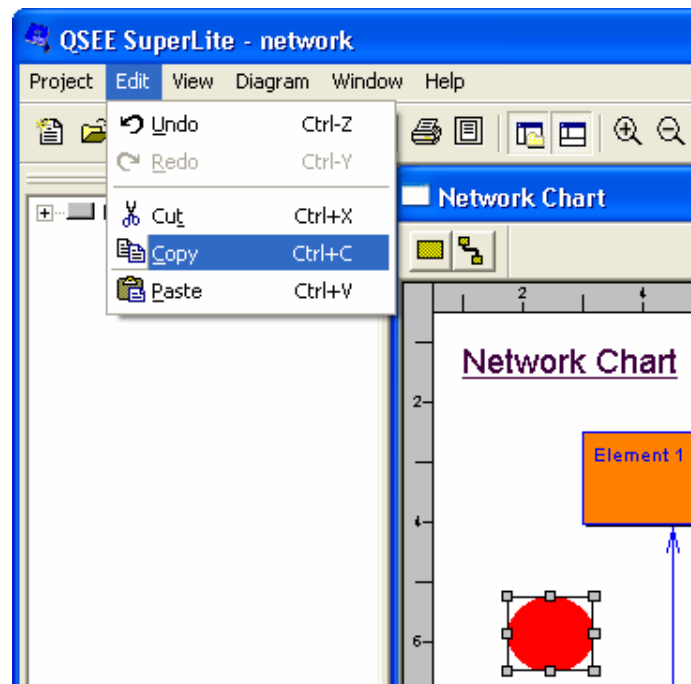 QSEE SuperLite - network
Project Edit View Diagram Window Help
Undo Ctrl-Z
Redo Ctrl-Y
Cut Ctrl+X
Copy Ctrl+C
Paste Ctrl+V
Network Chart
2 4
Network Chart
2
Element 1
4
6